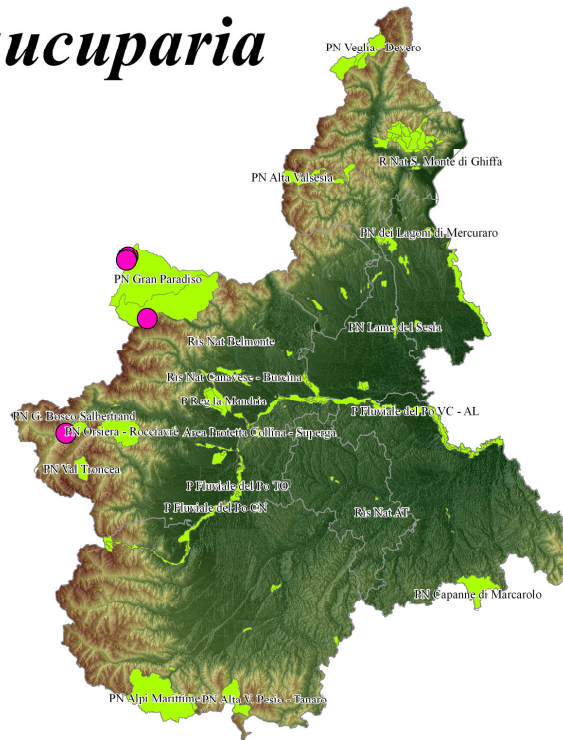 ucuparia
PN Veglia - Devero
R Nat S. Monte di Ghiffa
PN Alta Valsesia
PN dei Lagoni di Mercuraro
PN Gran Paradiso
PN Lame del Sesia
Ris Nat Belmonte
Ris Nat Canavese - Burcina
P Reg la Mandria
P Fluviale del Po VC - AL
PN G. Bosco Salbertrand
PN Orsiera - Rocciavrè
Area Protetta Collina - Superga
PN Val Troncea
P Fluviale del Po TO
P Fluviale del Po CN
Ris Nat AT
PN Capanne di Marcarolo
PN Alpi Marittime
PN Alta V. Pesio - Tanaro